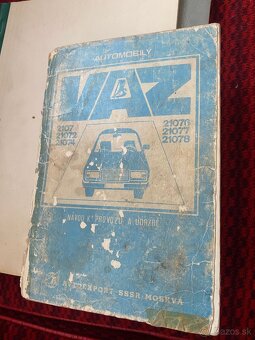 AUTOMOBILY
VAZ
2107 21076
21072 21077
21074 21078
NÁVOD K PROVOZU A ÚDRŽBĚ
AVTOEXPORT SSSR MOSKVA
bazos.sk